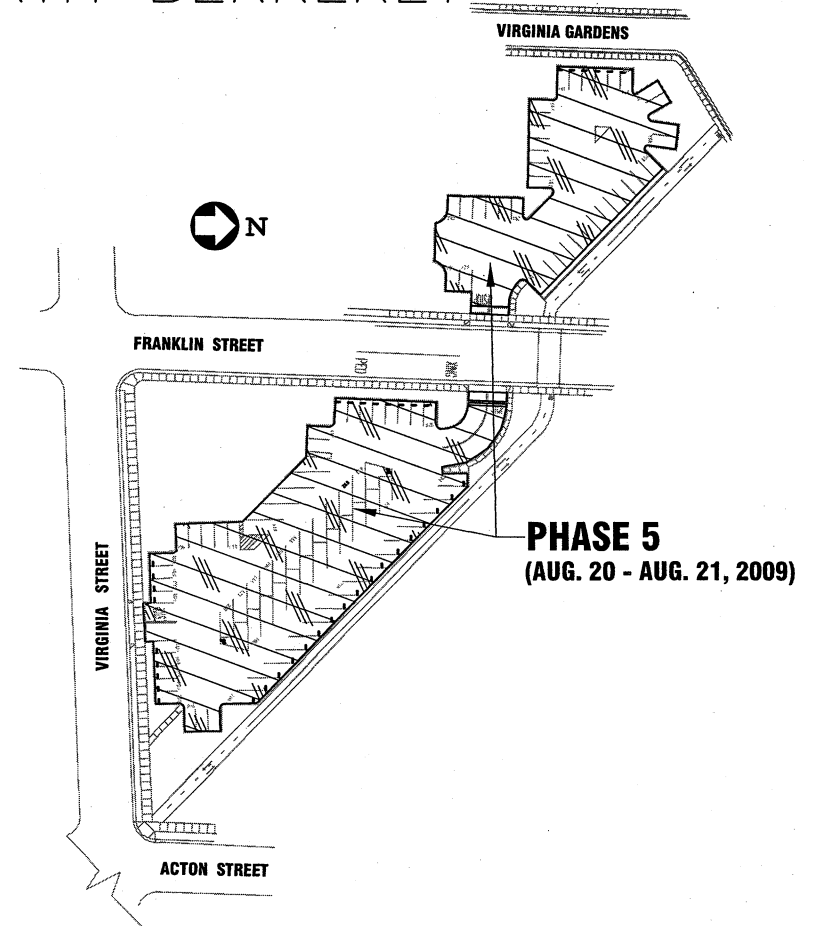 VIRGINIA GARDENS
N
FRANKLIN STREET
PHASE 5
(AUG. 20 - AUG. 21, 2009)
VIRGINIA STREET
ACTON STREET